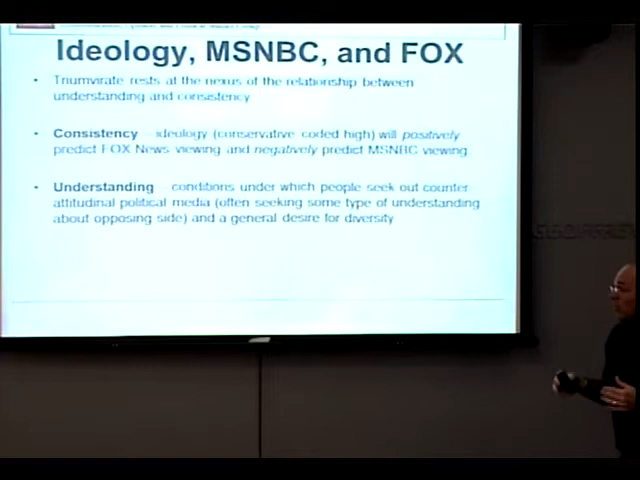 Ideology, MSNBC, and FOX
• Triumvirate rests at the nexus of the relationship between
understanding and consistency
• Consistency – ideology (conservative coded high) will positively
predict FOX News viewing and negatively predict MSNBC viewing
• Understanding – conditions under which people seek out counter
attitudinal political media (often seeking some type of understanding
about opposing side) and a general desire for diversity